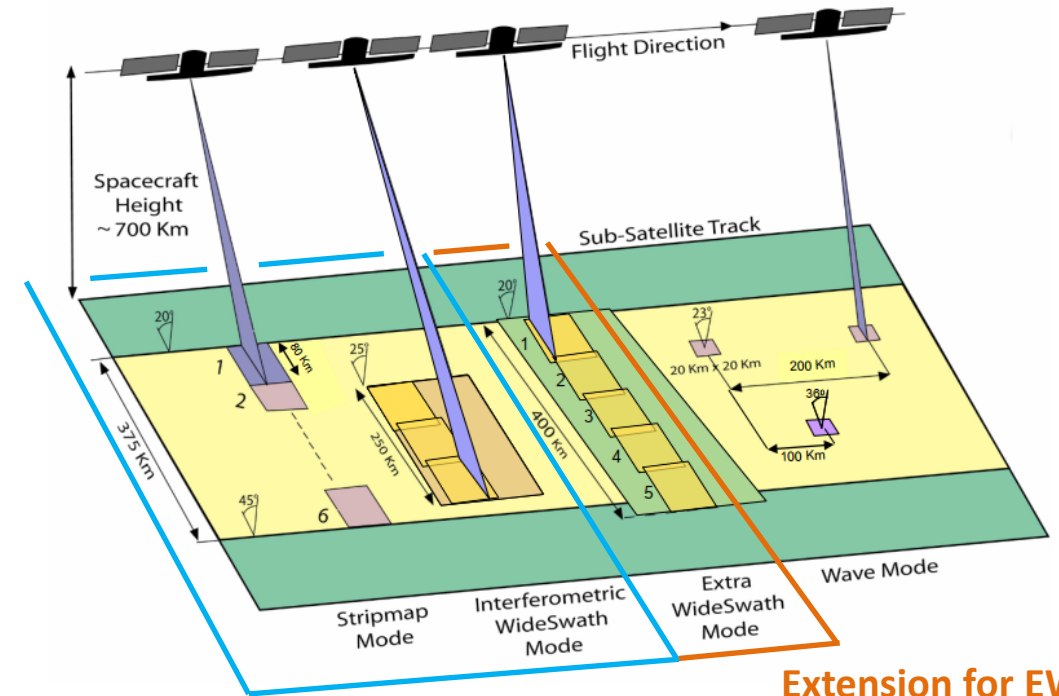 Flight Direction
Spacecraft
Height
~ 700 Km
Sub-Satellite Track
20°
20°
23°
1
80 Km
25°
1
20 Km x 20 Km
200 Km
2
2
36°
375 Km
250 Km
400 Km
3
100 Km
4
45°
6
5
Stripmap
Mode
Interferometric
WideSwath
Mode
Extra
WideSwath
Mode
Wave Mode
Extension for EW